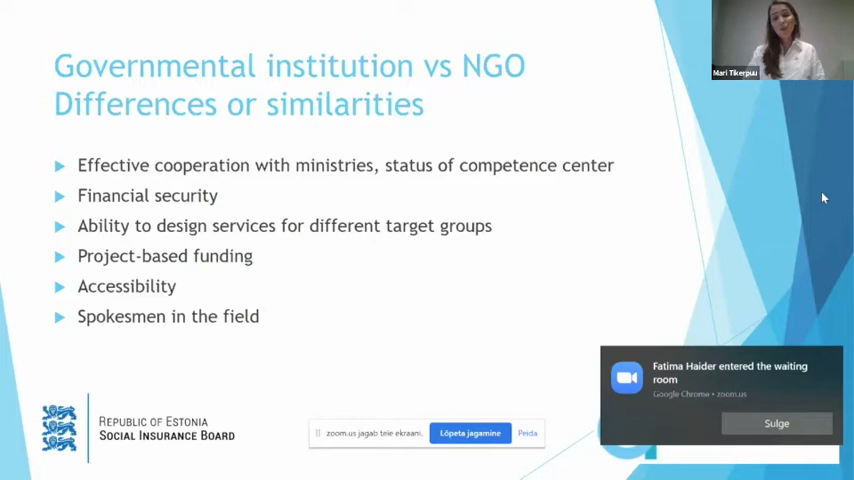 Governmental institution vs NGO
Differences or similarities
Effective cooperation with ministries, status of competence center
Financial security
Ability to design services for different target groups
Project-based funding
Accessibility
Spokesmen in the field
REPUBLIC OF ESTONIA
SOCIAL INSURANCE BOARD
zoom.us jagab teie ekraani.
Lõpeta jagamine
Peida
Mari Tikerpuu
Fatima Haider entered the waiting
room
Google Chrome • zoom.us
Sulge